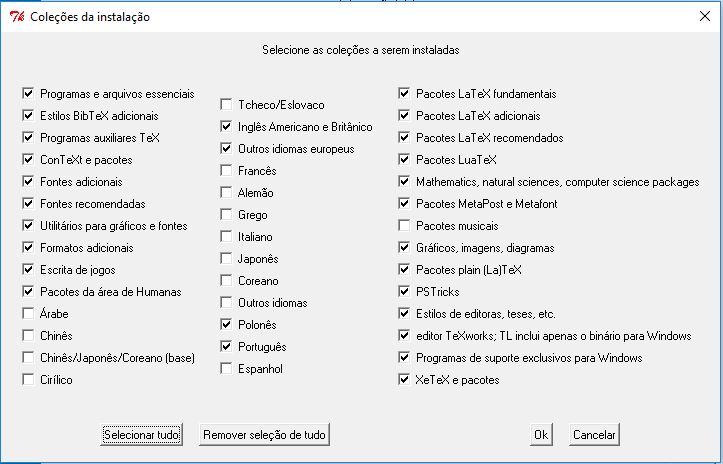 Coleções da instalação
Selecione as coleções a serem instaladas
Programas e arquivos essenciais
Estilos BibTeX adicionais
Programas auxiliares TeX
ConTeXt e pacotes
Fontes adicionais
Fontes recomendadas
Utilitários para gráficos e fontes
Formatos adicionais
Escrita de jogos
Pacotes da área de Humanas
Árabe
Chinês
Chinês/Japonês/Coreano (base)
Cirílico
Tcheco/Eslovaco
Inglês Americano e Britânico
Outros idiomas europeus
Francês
Alemão
Grego
Italiano
Japonês
Coreano
Outros idiomas
Polonês
Português
Espanhol
Pacotes LaTeX fundamentais
Pacotes LaTeX adicionais
Pacotes LaTeX recomendados
Pacotes LuaTeX
Mathematics, natural sciences, computer science packages
Pacotes MetaPost e Metafont
Pacotes musicais
Gráficos, imagens, diagramas
Pacotes plain (La)TeX
PSTricks
Estilos de editoras, teses, etc.
editor TeXworks; TL inclui apenas o binário para Windows
Programas de suporte exclusivos para Windows
XeTeX e pacotes
Selecionar tudo
Remover seleção de tudo
Ok
Cancelar